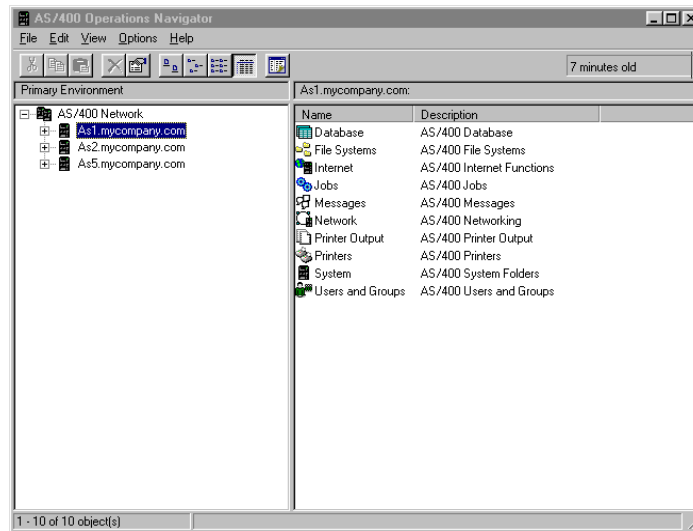 AS/400 Operations Navigator
File Edit View Options Help
7 minutes old
Primary Environment
As1.mycompany.com:
AS/400 Network
As1.mycompany.com
As2.mycompany.com
As5.mycompany.com
Name Description
Database AS/400 Database
File Systems AS/400 File Systems
Internet AS/400 Internet Functions
Jobs AS/400 Jobs
Messages AS/400 Messages
Network AS/400 Networking
Printer Output AS/400 Printer Output
Printers AS/400 Printers
System AS/400 System Folders
Users and Groups AS/400 Users and Groups
1 - 10 of 10 object(s)